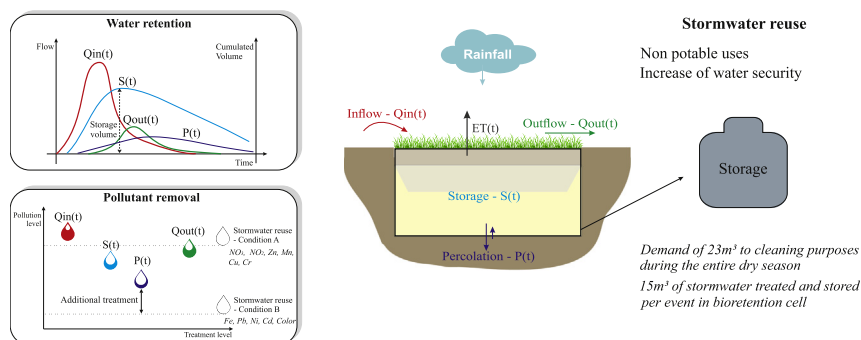 Water retention
Flow
Cumulated
Volume
Qin(t)
S(t)
Storage
volume
Qout(t)
P(t)
Time
Pollutant removal
Pollution
level
Qin(t)
S(t)
P(t)
Qout(t)
Stormwater reuse
- Condition A
NO₃, NO₂, Zn, Mn,
Cu, Cr
Additional treatment
Stormwater reuse
- Condition B
Fe, Pb, Ni, Cd, Color
Treatment level
Rainfall
Inflow - Qin(t)
ET(t)
Outflow - Qout(t)
Storage - S(t)
Percolation - P(t)
Stormwater reuse
Non potable uses
Increase of water security
Storage
Demand of 23m³ to cleaning purposes
during the entire dry season
15m³ of stormwater treated and stored
per event in bioretention cell